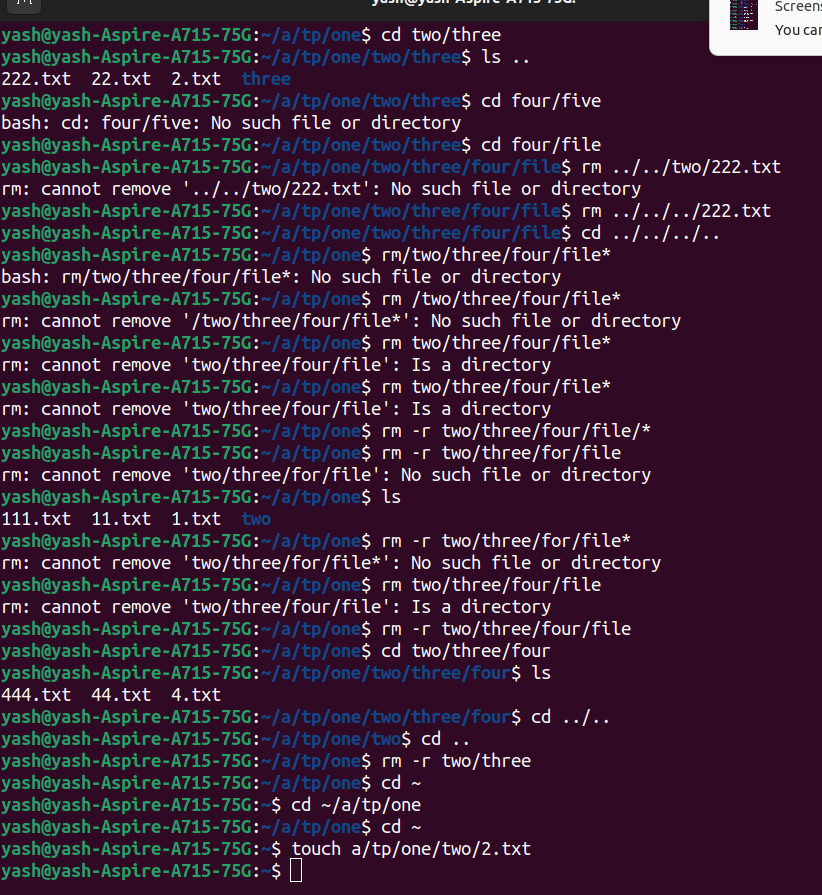 yash@yash-Aspire-A715-75G:
Screens
You can
yash@yash-Aspire-A715-75G:~/a/tp/one$ cd two/three
yash@yash-Aspire-A715-75G:~/a/tp/one/two/three$ ls ..
222.txt  22.txt  2.txt  three
yash@yash-Aspire-A715-75G:~/a/tp/one/two/three$ cd four/five
bash: cd: four/five: No such file or directory
yash@yash-Aspire-A715-75G:~/a/tp/one/two/three$ cd four/file
yash@yash-Aspire-A715-75G:~/a/tp/one/two/three/four/file$ rm ../../two/222.txt
rm: cannot remove '../../two/222.txt': No such file or directory
yash@yash-Aspire-A715-75G:~/a/tp/one/two/three/four/file$ rm ../../../222.txt
yash@yash-Aspire-A715-75G:~/a/tp/one/two/three/four/file$ cd ../../../..
yash@yash-Aspire-A715-75G:~/a/tp/one$ rm/two/three/four/file*
bash: rm/two/three/four/file*: No such file or directory
yash@yash-Aspire-A715-75G:~/a/tp/one$ rm /two/three/four/file*
rm: cannot remove '/two/three/four/file*': No such file or directory
yash@yash-Aspire-A715-75G:~/a/tp/one$ rm two/three/four/file*
rm: cannot remove 'two/three/four/file': Is a directory
yash@yash-Aspire-A715-75G:~/a/tp/one$ rm two/three/four/file*
rm: cannot remove 'two/three/four/file': Is a directory
yash@yash-Aspire-A715-75G:~/a/tp/one$ rm -r two/three/four/file/*
yash@yash-Aspire-A715-75G:~/a/tp/one$ rm -r two/three/for/file
rm: cannot remove 'two/three/for/file': No such file or directory
yash@yash-Aspire-A715-75G:~/a/tp/one$ ls
111.txt  11.txt  1.txt  two
yash@yash-Aspire-A715-75G:~/a/tp/one$ rm -r two/three/for/file*
rm: cannot remove 'two/three/for/file*': No such file or directory
yash@yash-Aspire-A715-75G:~/a/tp/one$ rm two/three/four/file
rm: cannot remove 'two/three/four/file': Is a directory
yash@yash-Aspire-A715-75G:~/a/tp/one$ rm -r two/three/four/file
yash@yash-Aspire-A715-75G:~/a/tp/one$ cd two/three/four
yash@yash-Aspire-A715-75G:~/a/tp/one/two/three/four$ ls
444.txt  44.txt  4.txt
yash@yash-Aspire-A715-75G:~/a/tp/one/two/three/four$ cd ../..
yash@yash-Aspire-A715-75G:~/a/tp/one/two$ cd ..
yash@yash-Aspire-A715-75G:~/a/tp/one$ rm -r two/three
yash@yash-Aspire-A715-75G:~/a/tp/one$ cd ~
yash@yash-Aspire-A715-75G:~$ cd ~/a/tp/one
yash@yash-Aspire-A715-75G:~/a/tp/one$ cd ~
yash@yash-Aspire-A715-75G:~$ touch a/tp/one/two/2.txt
yash@yash-Aspire-A715-75G:~$